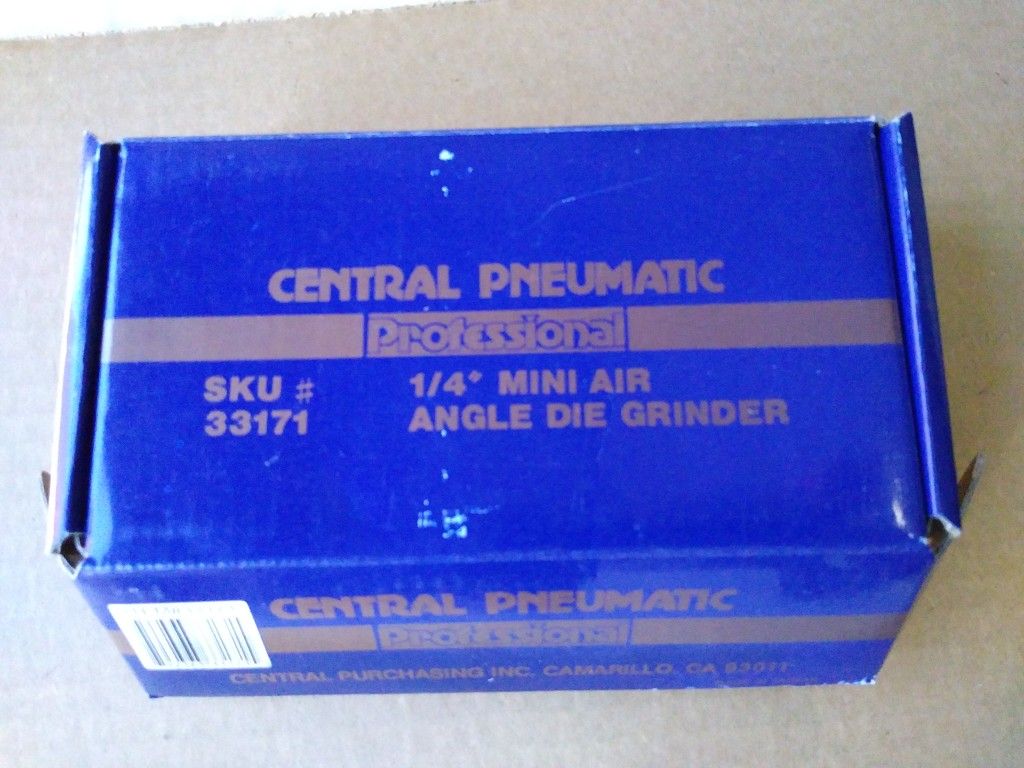 CENTRAL PNEUMATIC
Professional
SKU # 1/4" MINI AIR
33171 ANGLE DIE GRINDER
CENTRAL PNEUMATIC
Professional
CENTRAL PURCHASING INC. CAMARILLO, CA 93011